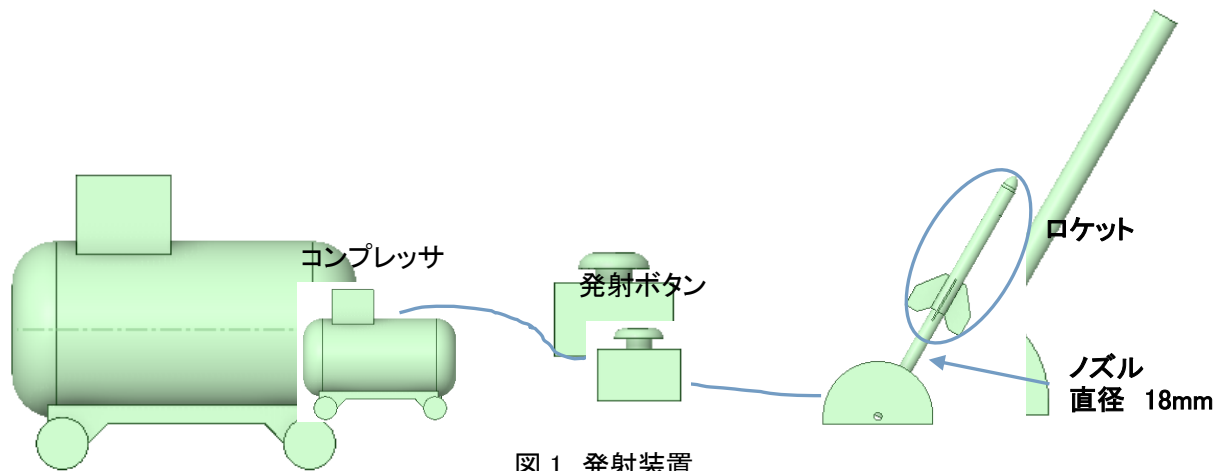 コンプレッサ
発射ボタン
ロケット
ノズル
直径 18mm
図 1 発射装置